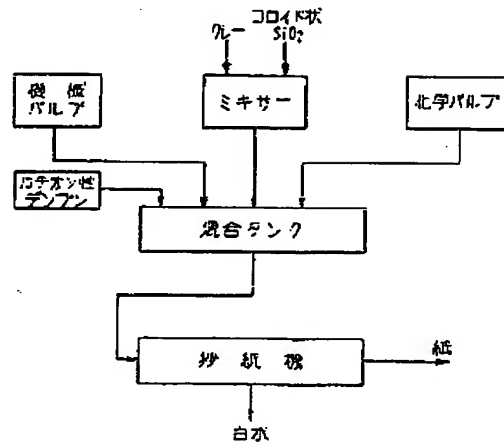 コロイド状
クレー SiO2
機械
パルプ
ミキサー
化学パルプ
カチオン性
デンプン
混合タンク
抄紙機
紙
白水